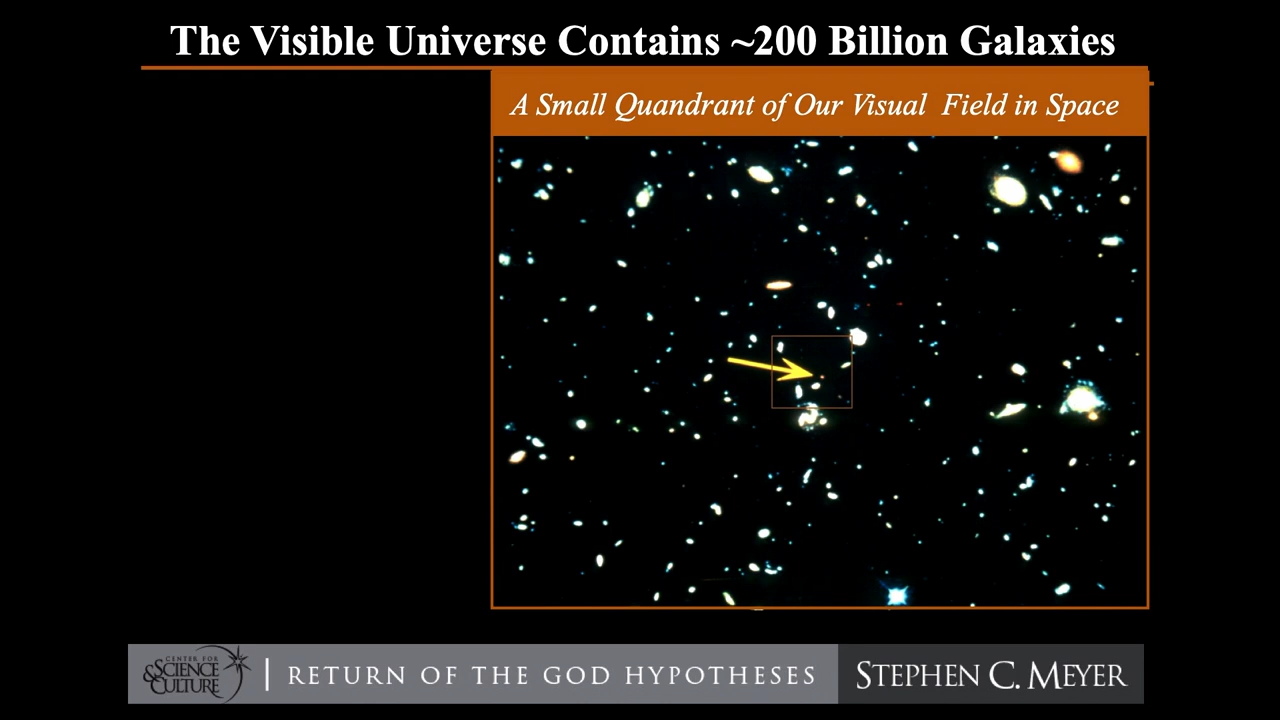 The Visible Universe Contains ~200 Billion Galaxies
A Small Quandrant of Our Visual Field in Space
CENTER FOR
&SCIENCE
CULTURE
RETURN OF THE GOD HYPOTHESES
STEPHEN C. MEYER